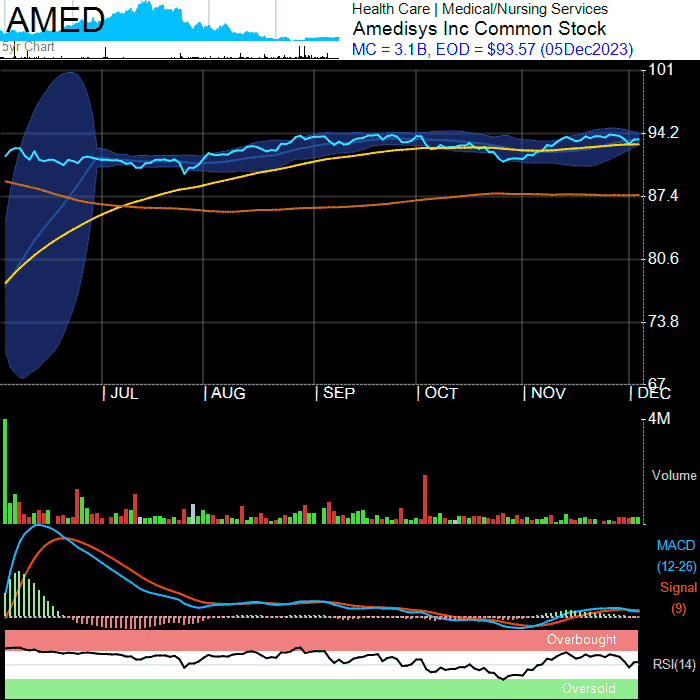 AMED
5yr Chart
Health Care | Medical/Nursing Services
Amedisys Inc Common Stock
MC = 3.1B, EOD = $93.57 (05Dec2023)
101
94.2
87.4
80.6
73.8
67
| JUL | AUG | SEP | OCT | NOV | DEC
4M
Volume
MACD
(12-26)
Signal
(9)
Overbought
RSI(14)
Oversold